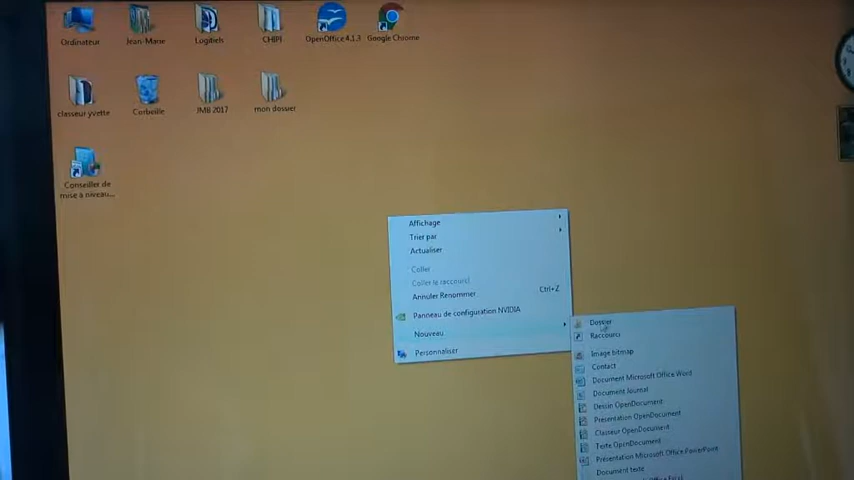 Ordinateur
Jean-Marie
Logitiels
CHIPI
OpenOffice 4.1.3
Google Chrome
classeur yvette
Corbeille
JMB 2017
mon dossier
Conseiller de
mise à niveau...
Affichage
Trier par
Actualiser
Coller
Coller le raccourci
Annuler Renommer
Ctrl+Z
Panneau de configuration NVIDIA
Nouveau
Personnaliser
Dossier
Raccourci
Image bitmap
Contact
Document Microsoft Office Word
Document Journal
Dessin OpenDocument
Présentation OpenDocument
Classeur OpenDocument
Texte OpenDocument
Présentation Microsoft Office PowerPoint
Document texte